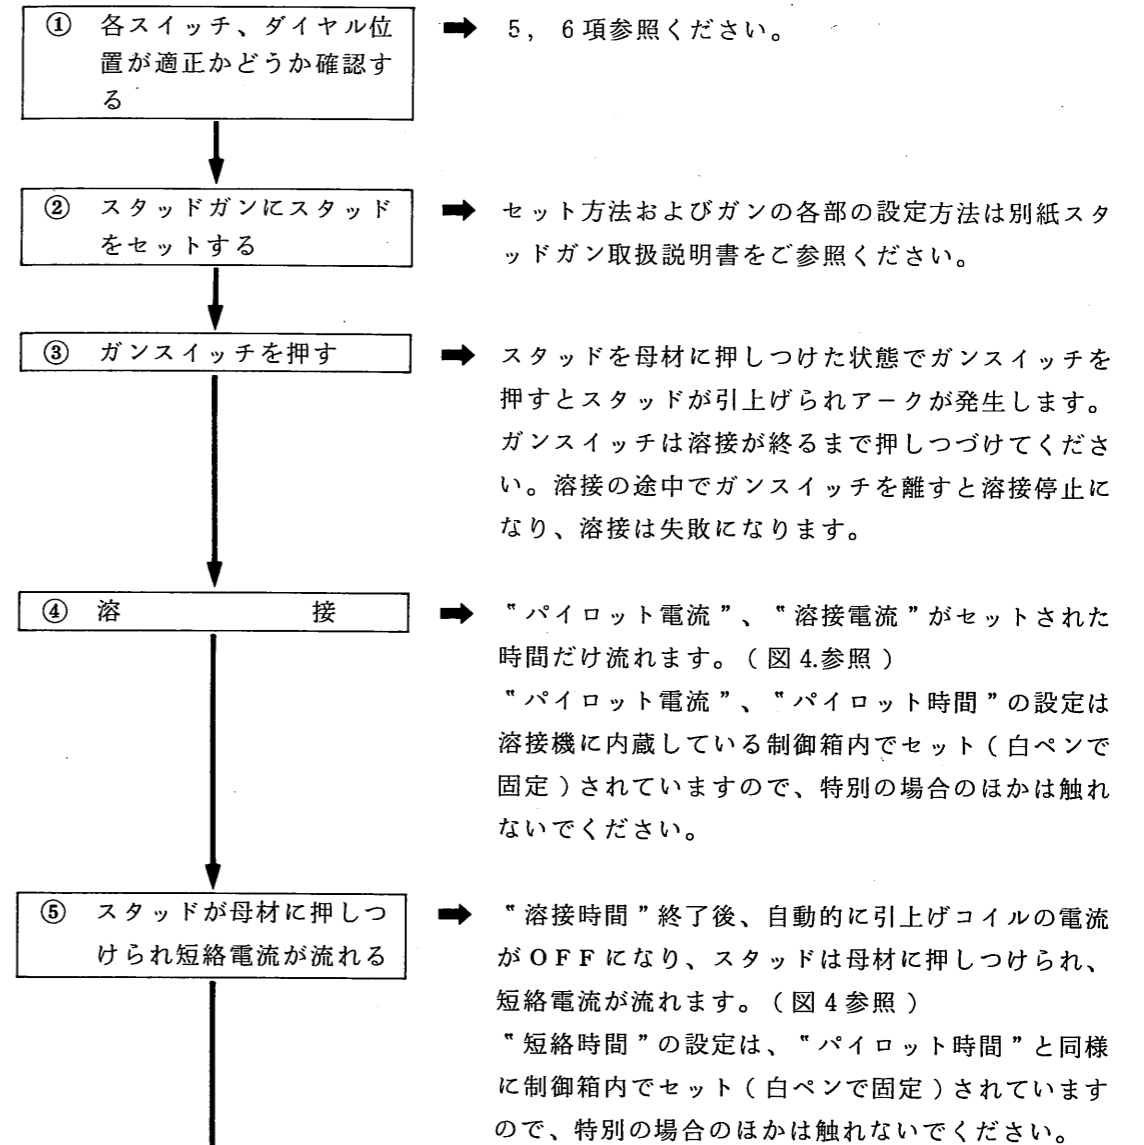 ① 各スイッチ、ダイヤル位
置が適正かどうか確認す
る
➡ 5, 6項参照ください。
② スタッドガンにスタッド
をセットする
➡ セット方法およびガンの各部の設定方法は別紙スタ
ッドガン取扱説明書をご参照ください。
③ ガンスイッチを押す
➡ スタッドを母材に押しつけた状態でガンスイッチを
押すとスタッドが引上げられアークが発生します。
ガンスイッチは溶接が終るまで押しつづけてくださ
い。溶接の途中でガンスイッチを離すと溶接停止に
なり、溶接は失敗になります。
④ 溶接
➡ 〝パイロット電流”、〝溶接電流”がセットされた
時間だけ流れます。(図4.参照)
〝パイロット電流”、〝パイロット時間”の設定は
溶接機に内蔵している制御箱内でセット(白ペンで
固定)されていますので、特別の場合のほかは触れ
ないでください。
⑤ スタッドが母材に押しつ
けられ短絡電流が流れる
➡ 〝溶接時間”終了後、自動的に引上げコイルの電流
がOFFになり、スタッドは母材に押しつけられ、
短絡電流が流れます。(図4参照)
〝短絡時間”の設定は、〝パイロット時間”と同様
に制御箱内でセット(白ペンで固定)されています
ので、特別の場合のほかは触れないでください。